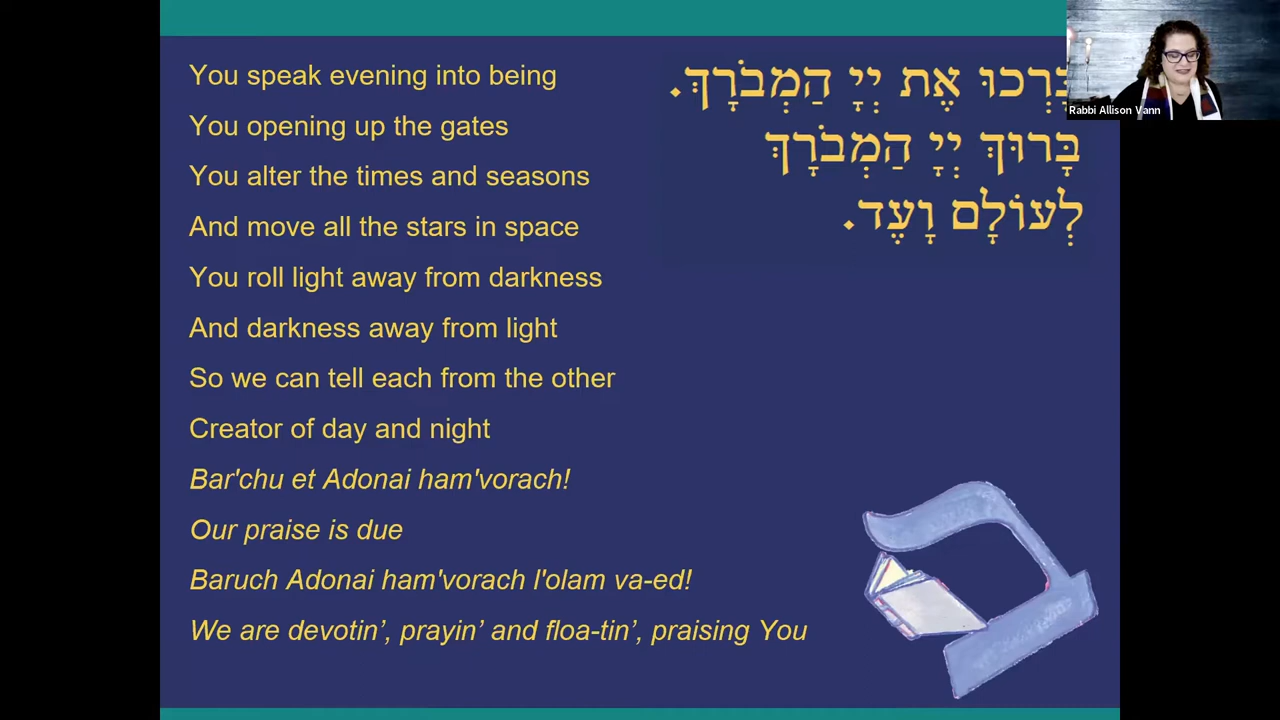 You speak evening into being
You opening up the gates
You alter the times and seasons
And move all the stars in space
You roll light away from darkness
And darkness away from light
So we can tell each from the other
Creator of day and night
Bar'chu et Adonai ham'vorach!
Our praise is due
Baruch Adonai ham'vorach l'olam va-ed!
We are devotin’, prayin’ and floa-tin’, praising You
בָּרְכוּ אֶת יְיָ הַמְבֹרָךְ.
בָּרוּךְ יְיָ הַמְבֹרָךְ
לְעוֹלָם וָעֶד.
Rabbi Allison Vann